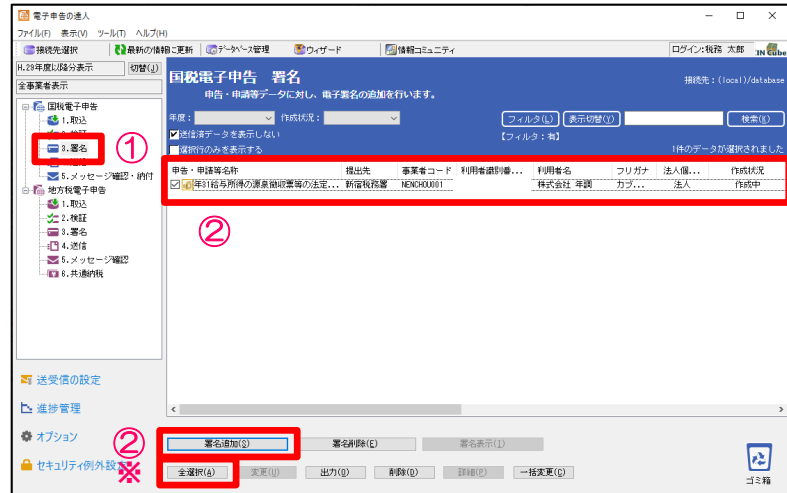 電子申告の達人
ファイル(F) 表示(V) ツール(T) ヘルプ(H)
接続先選択 最新の情報に更新 データベース管理 ウィザード 情報コミュニティ ログイン:税務 太郎 IN Cube
H.29年度以降分表示 切替(J)
全事業者表示
国税電子申告
1.取込
3.署名
①
5.メッセージ確認・納付
地方税電子申告
1.取込
2.検証
3.署名
4.送信
5.メッセージ確認
6.共通納税
送受信の設定
進捗管理
オプション
セキュリティ例外設定
国税電子申告 署名
接続先:(local)/database
申告・申請等データに対し、電子署名の追加を行います。
年度: 作成状況: フィルタ(L) 表示切替(Y) 検索(K)
送信済データを表示しない 【フィルタ:有】
選択行のみを表示する 1件のデータが選択されました
申告・申請等名称 提出先 事業者コード 利用者識別番... 利用者名 フリガナ 法人個... 作成状況
年31給与所得の源泉徴収票等の法定... 新宿税務署 NENCHOU001 株式会社 年調 カブ... 法人 作成中
②
②
署名追加(S) 署名削除(E) 署名表示(I)
※
全選択(A) 変更(U) 出力(O) 削除(D) 詳細(P) 一括変更(C)
ゴミ箱